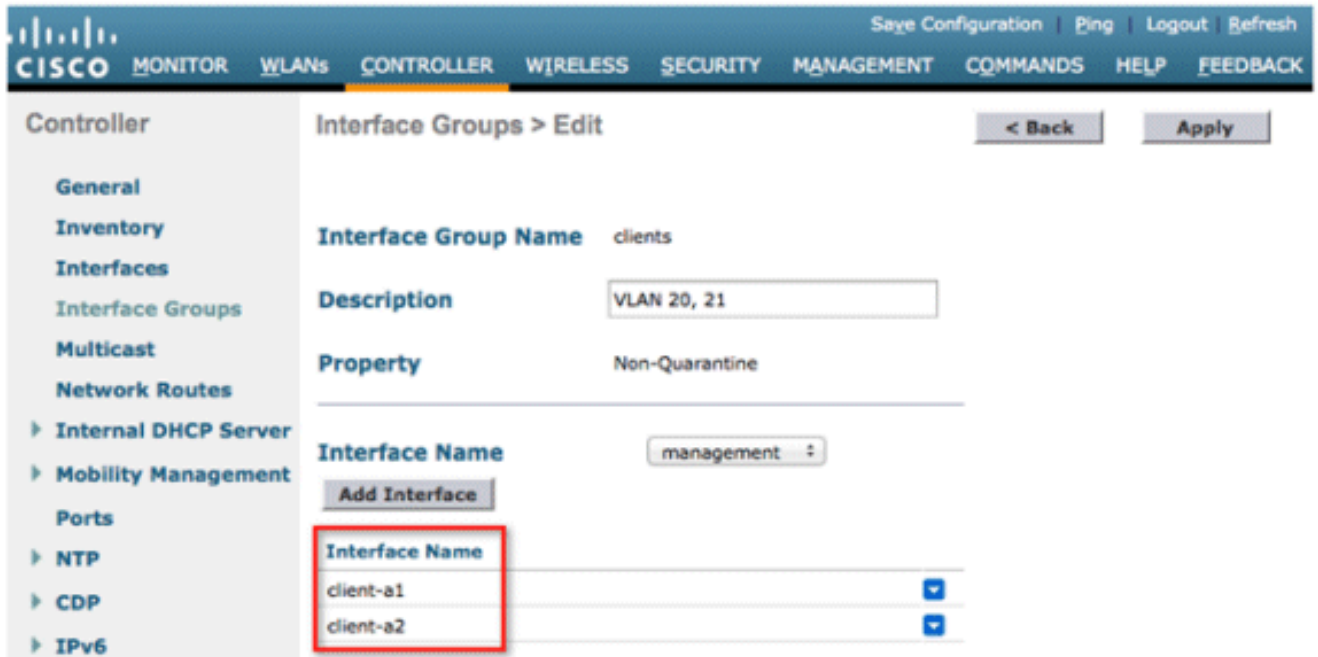 Save Configuration | Ping | Logout | Refresh
CISCO MONITOR WLANs CONTROLLER WIRELESS SECURITY MANAGEMENT COMMANDS HELP FEEDBACK
Controller
General
Inventory
Interfaces
Interface Groups
Multicast
Network Routes
Internal DHCP Server
Mobility Management
Ports
NTP
CDP
IPv6
Interface Groups > Edit
< Back
Apply
Interface Group Name clients
Description VLAN 20, 21
Property Non-Quarantine
Interface Name management
Add Interface
Interface Name
client-a1
client-a2